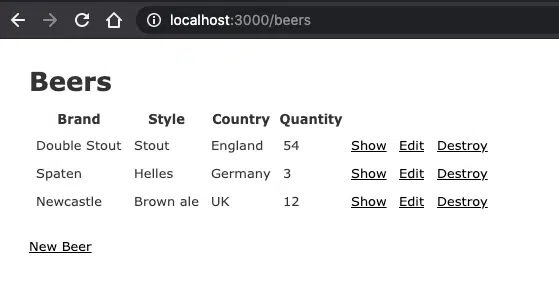 localhost:3000/beers
Beers
Brand Style Country Quantity
Double Stout Stout England 54 Show Edit Destroy
Spaten Helles Germany 3 Show Edit Destroy
Newcastle Brown ale UK 12 Show Edit Destroy
New Beer